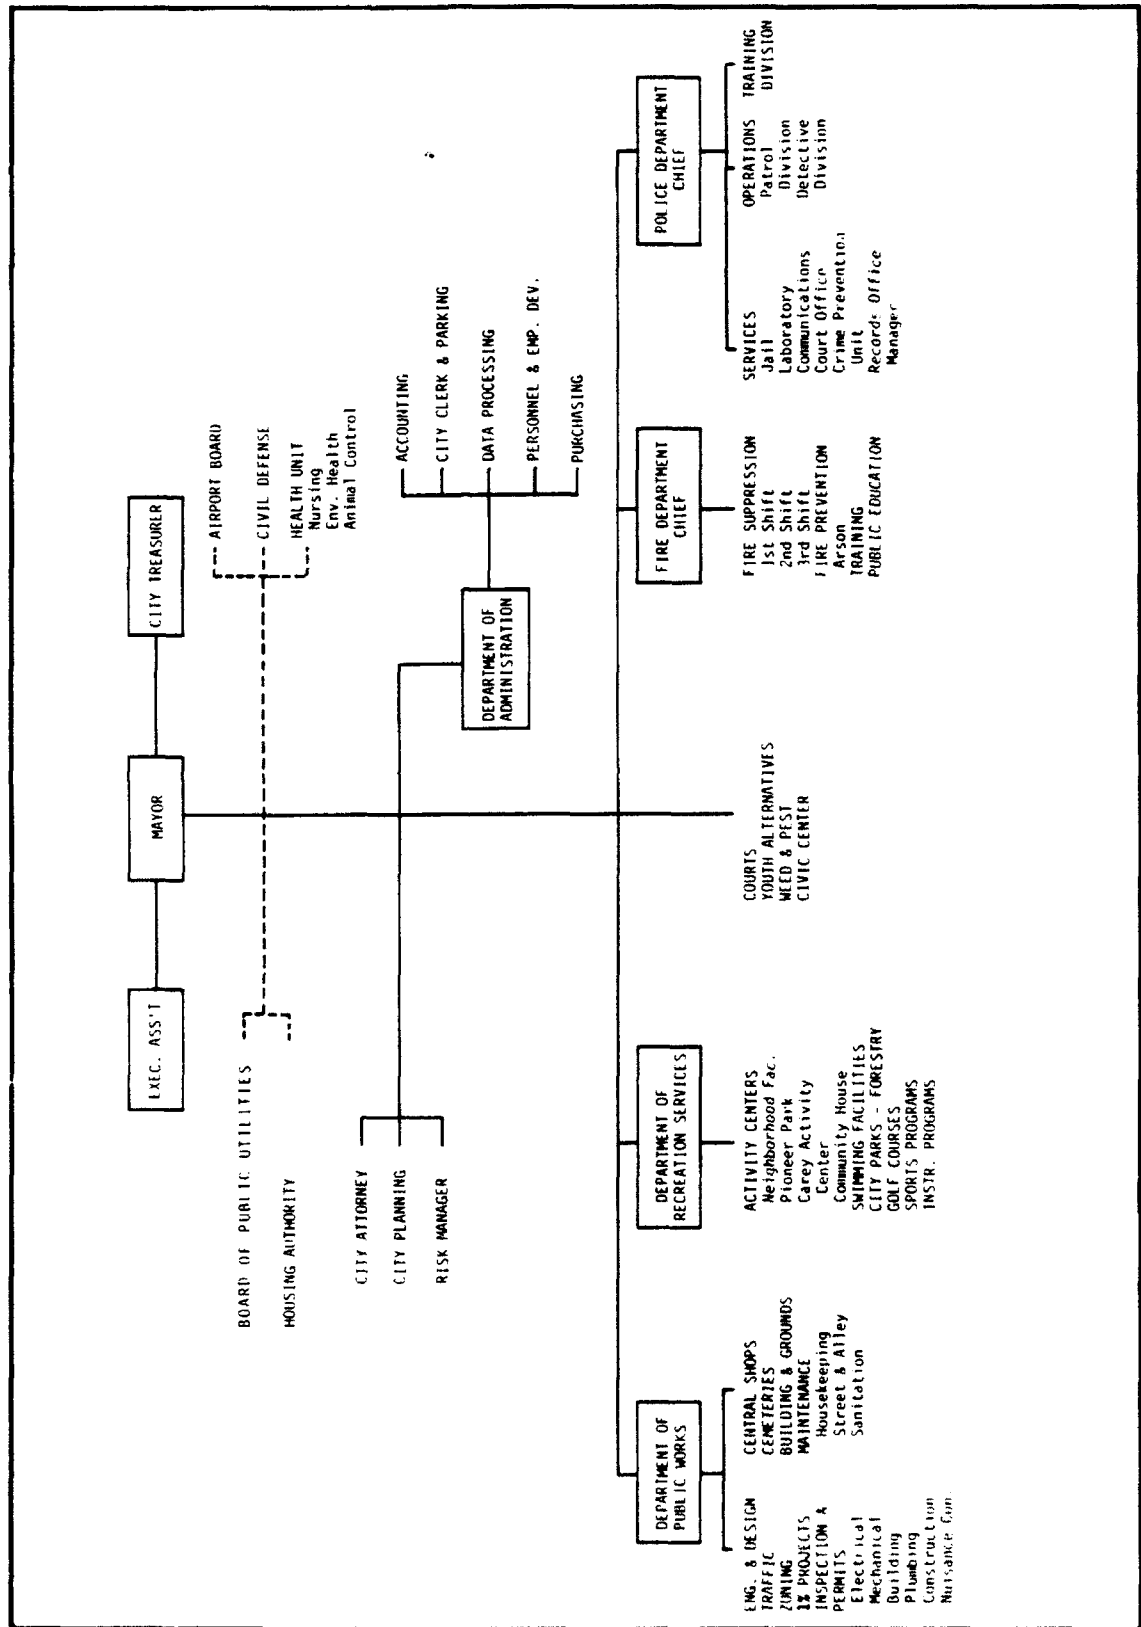 EXEC. ASS'T
MAYOR
CITY TREASURER
BOARD OF PUBLIC UTILITIES
HOUSING AUTHORITY
AIRPORT BOARD
CIVIL DEFENSE
HEALTH UNIT
Nursing
Env. Health
Animal Control
CITY ATTORNEY
CITY PLANNING
RISK MANAGER
DEPARTMENT OF
ADMINISTRATION
ACCOUNTING
CITY CLERK & PARKING
DATA PROCESSING
PERSONNEL & EMP. DEV.
PURCHASING
DEPARTMENT OF
PUBLIC WORKS
ENG. & DESIGN
TRAFFIC
ZONING
1% PROJECTS
INSPECTION &
PERMITS
Electrical
Mechanical
Building
Plumbing
Construction
Nuisance Con.
CENTRAL SHOPS
CEMETERIES
BUILDING & GROUNDS
MAINTENANCE
Housekeeping
Street & Alley
Sanitation
DEPARTMENT OF
RECREATION SERVICES
ACTIVITY CENTERS
Neighborhood Fac.
Pioneer Park
Carey Activity
Center
Community House
SWIMMING FACILITIES
CITY PARKS - FORESTRY
GOLF COURSES
SPORTS PROGRAMS
INSTR. PROGRAMS
COURTS
YOUTH ALTERNATIVES
WEED & PEST
CIVIC CENTER
FIRE DEPARTMENT
CHIEF
FIRE SUPPRESSION
1st Shift
2nd Shift
3rd Shift
FIRE PREVENTION
Arson
TRAINING
PUBLIC EDUCATION
POLICE DEPARTMENT
CHIEF
SERVICES
Jail
Laboratory
Communications
Court Office
Crime Prevention
Unit
Records Office
Manager
OPERATIONS
Patrol
Division
Detective
Division
TRAINING
DIVISION